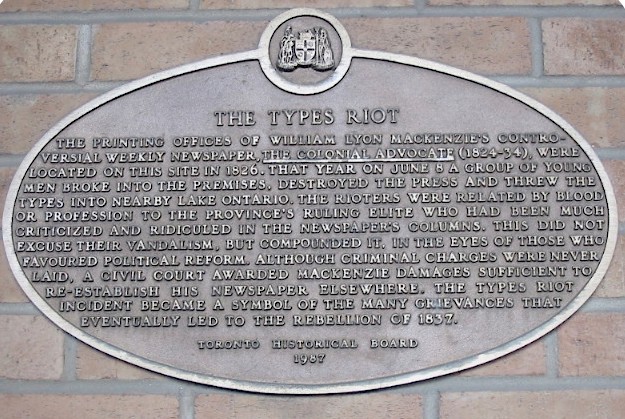 THE TYPES RIOT
THE PRINTING OFFICES OF WILLIAM LYON MACKENZIE'S CONTRO-
VERSIAL WEEKLY NEWSPAPER, THE COLONIAL ADVOCATE (1824-34), WERE
LOCATED ON THIS SITE IN 1826. THAT YEAR ON JUNE 8 A GROUP OF YOUNG
MEN BROKE INTO THE PREMISES, DESTROYED THE PRESS AND THREW THE
TYPES INTO NEARBY LAKE ONTARIO. THE RIOTERS WERE RELATED BY BLOOD
OR PROFESSION TO THE PROVINCE'S RULING ELITE WHO HAD BEEN MUCH
CRITICIZED AND RIDICULED IN THE NEWSPAPER'S COLUMNS. THIS DID NOT
EXCUSE THEIR VANDALISM, BUT COMPOUNDED IT, IN THE EYES OF THOSE WHO
FAVOURED POLITICAL REFORM. ALTHOUGH CRIMINAL CHARGES WERE NEVER
LAID, A CIVIL COURT AWARDED MACKENZIE DAMAGES SUFFICIENT TO
RE-ESTABLISH HIS NEWSPAPER ELSEWHERE. THE TYPES RIOT
INCIDENT BECAME A SYMBOL OF THE MANY GRIEVANCES THAT
EVENTUALLY LED TO THE REBELLION OF 1837.
TORONTO HISTORICAL BOARD
1987